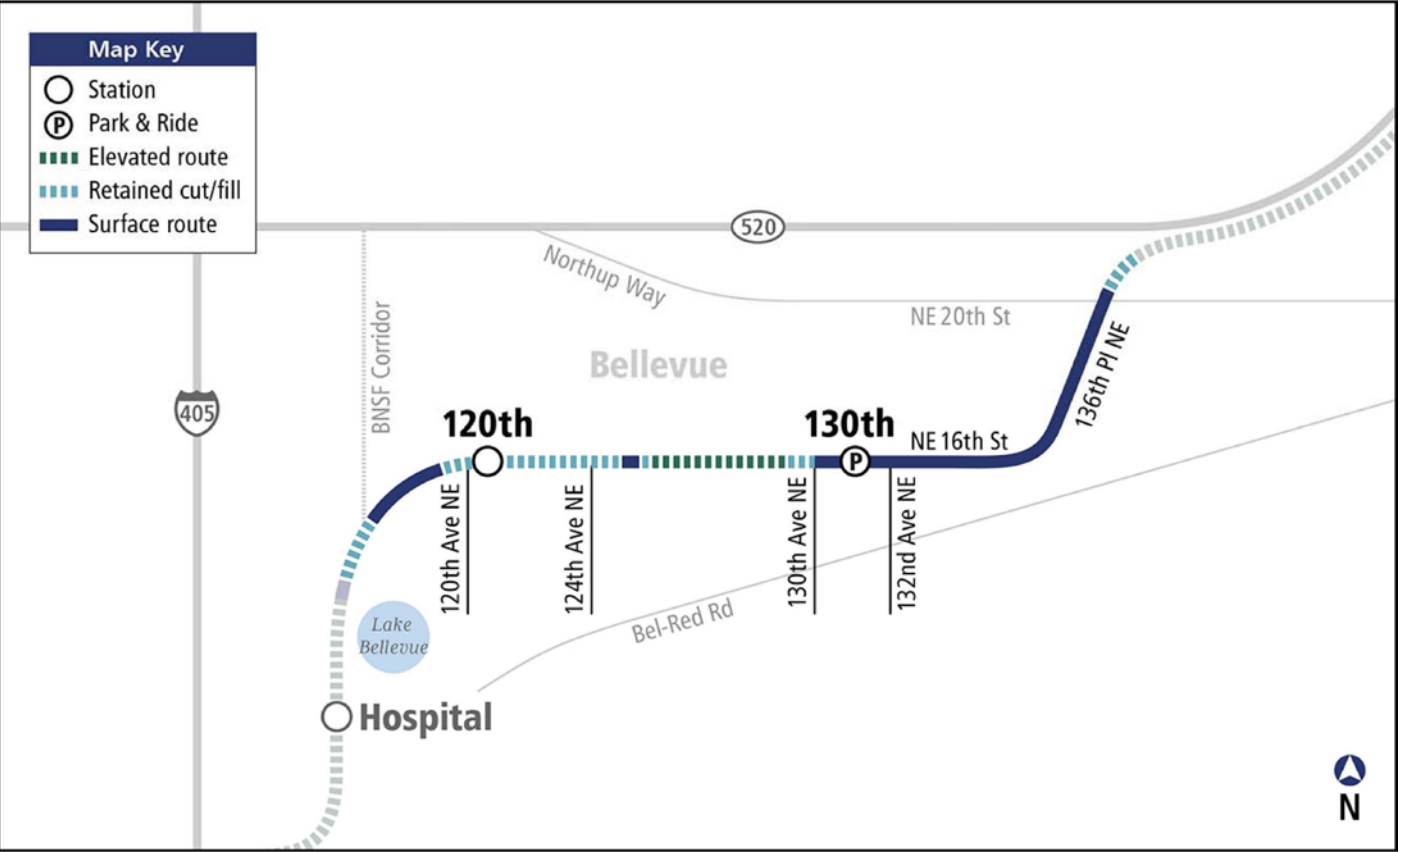 Map Key
Station
P
Park & Ride
Elevated route
Retained cut/fill
Surface route
520
Northup Way
NE 20th St
BNSF Corridor
Bellevue
405
136th Pl NE
120th
130th
NE 16th St
P
120th Ave NE
124th Ave NE
130th Ave NE
132nd Ave NE
Bel-Red Rd
Lake
Bellevue
Hospital
N